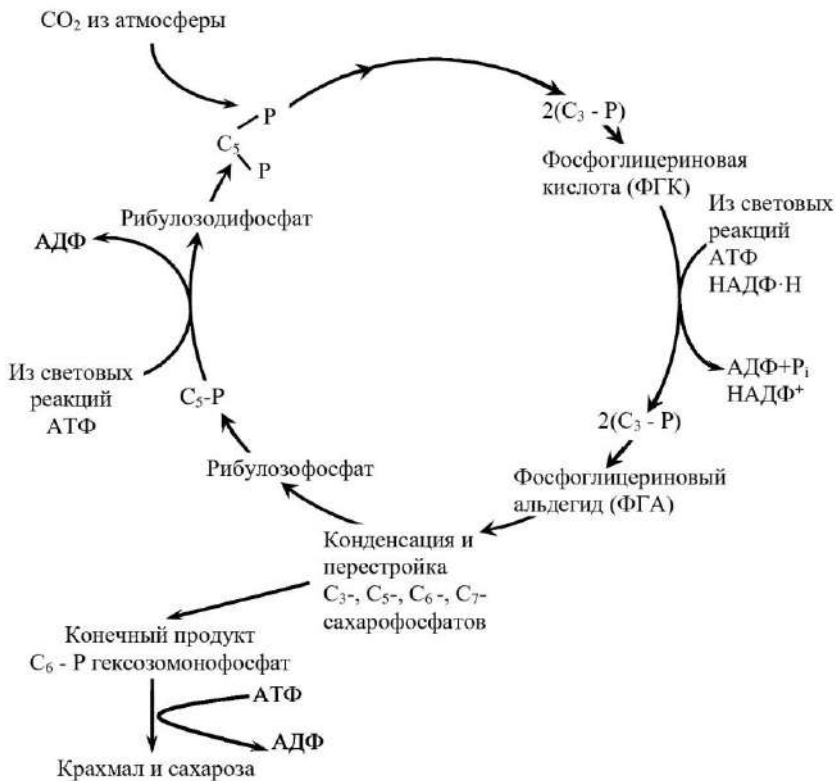 CO₂ из атмосферы
P
C₅
P
2(C₃ - P)
Фосфоглицериновая
кислота (ФГК)
Из световых
реакций
АТФ
НАДФ·Н
Рибулозодифосфат
АДФ
АДФ+Pᵢ
НАДФ⁺
Из световых
реакций
АТФ
C₅-P
2(C₃ - P)
Рибулозофосфат
Фосфоглицериновый
альдегид (ФГА)
Конденсация и
перестройка
C₃-, C₅-, C₆ -, C₇-
сахарофосфатов
Конечный продукт
C₆ - P гексозомонофосфат
АТФ
АДФ
Крахмал и сахароза